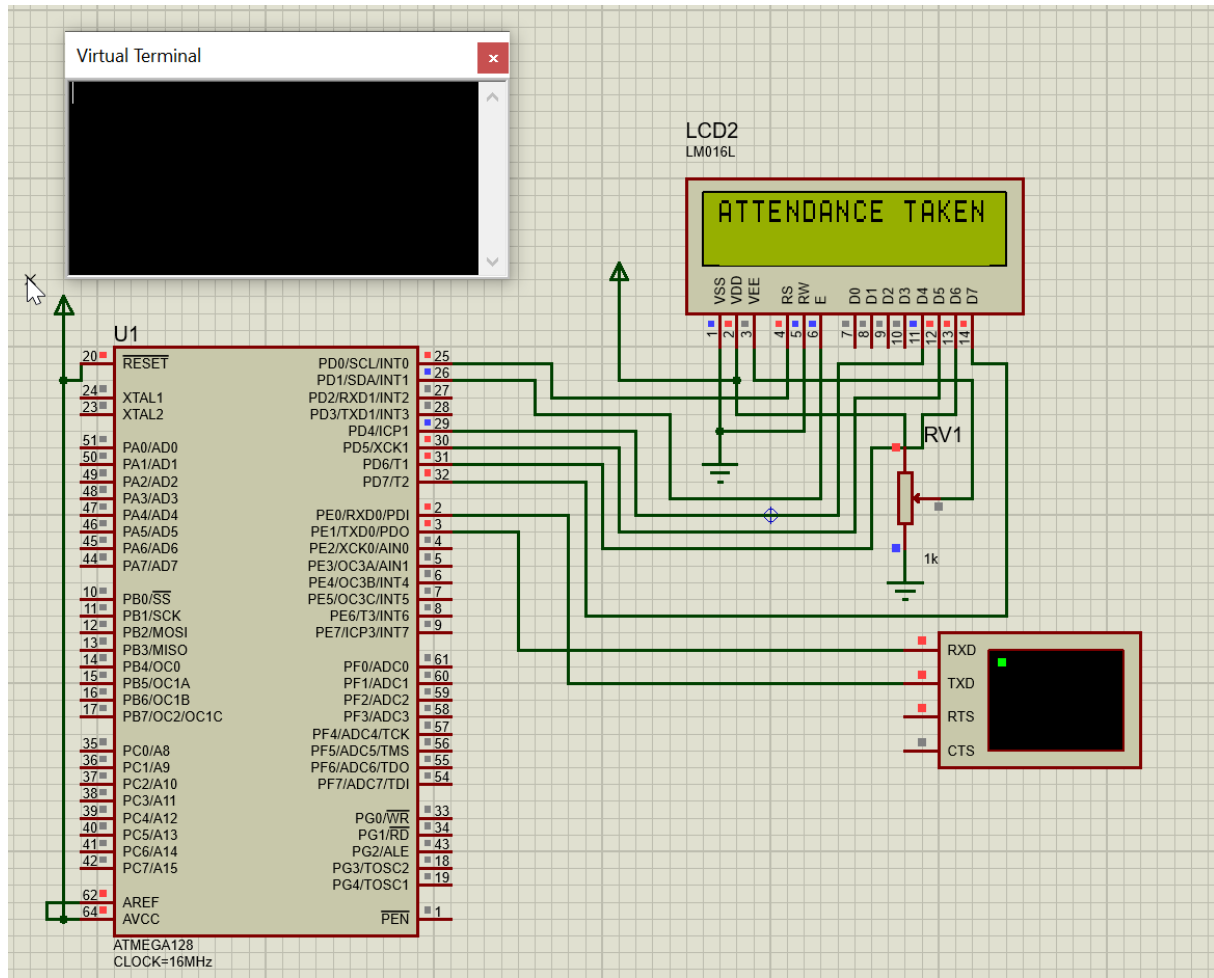 Virtual Terminal
x
LCD2
LM016L
ATTENDANCE TAKEN
VSS VDD VEE RS RW E D0 D1 D2 D3 D4 D5 D6 D7
1 2 3 4 5 6 7 8 9 10 11 12 13 14
U1
20 RESET PD0/SCL/INT0 25
PD1/SDA/INT1 26
24 XTAL1 PD2/RXD1/INT2 27
23 XTAL2 PD3/TXD1/INT3 28
PD4/ICP1 29
51 PA0/AD0 PD5/XCK1 30
50 PA1/AD1 PD6/T1 31
49 PA2/AD2 PD7/T2 32
48 PA3/AD3
47 PA4/AD4 PE0/RXD0/PDI 2
46 PA5/AD5 PE1/TXD0/PDO 3
45 PA6/AD6 PE2/XCK0/AIN0 4
44 PA7/AD7 PE3/OC3A/AIN1 5
PE4/OC3B/INT4 6
10 PB0/SS PE5/OC3C/INT5 7
11 PB1/SCK PE6/T3/INT6 8
12 PB2/MOSI PE7/ICP3/INT7 9
13 PB3/MISO
14 PB4/OC0 PF0/ADC0 61
15 PB5/OC1A PF1/ADC1 60
16 PB6/OC1B PF2/ADC2 59
17 PB7/OC2/OC1C PF3/ADC3 58
PF4/ADC4/TCK 57
35 PC0/A8 PF5/ADC5/TMS 56
36 PC1/A9 PF6/ADC6/TDO 55
37 PC2/A10 PF7/ADC7/TDI 54
38 PC3/A11
39 PC4/A12 PG0/WR 33
40 PC5/A13 PG1/RD 34
41 PC6/A14 PG2/ALE 43
42 PC7/A15 PG3/TOSC2 18
PG4/TOSC1 19
62 AREF
64 AVCC PEN 1
ATMEGA128
CLOCK=16MHz
RV1
1k
RXD
TXD
RTS
CTS